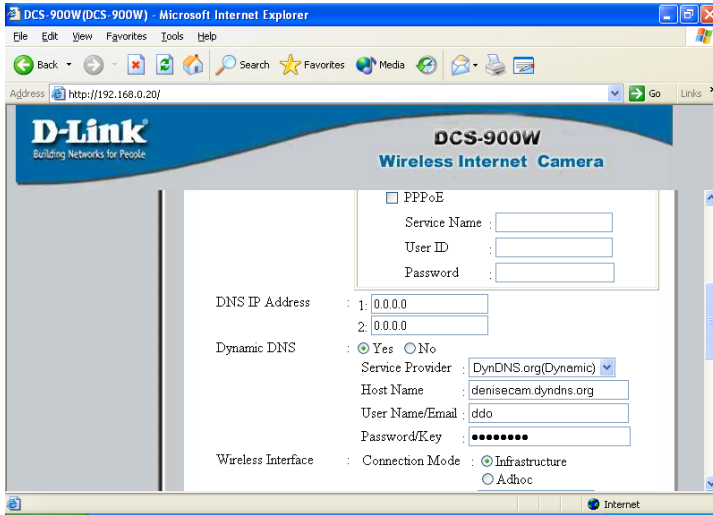 DCS-900W(DCS-900W) - Microsoft Internet Explorer
File Edit View Favorites Tools Help
Back Search Favorites Media
Address http://192.168.0.20/ Go Links
D-Link
Building Networks for People
DCS-900W
Wireless Internet Camera
PPPoE
Service Name :
User ID :
Password :
DNS IP Address : 1: 0.0.0.0
2: 0.0.0.0
Dynamic DNS : Yes No
Service Provider : DynDNS.org(Dynamic)
Host Name : denisecam.dyndns.org
User Name/Email : ddo
Password/Key : ●●●●●●●●
Wireless Interface : Connection Mode : Infrastructure
Adhoc
Internet